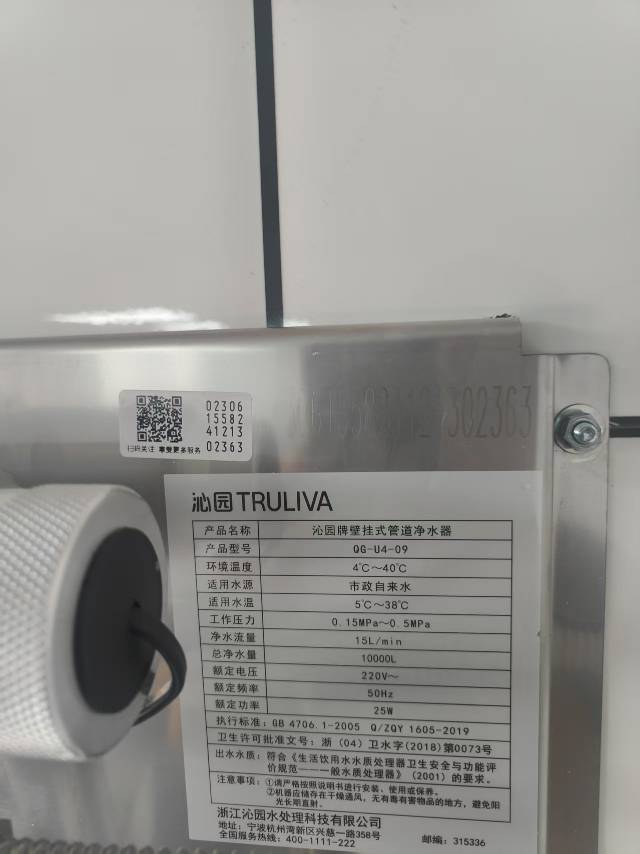 02306
15582
41213
02363
扫码关注 尊享更多服务
302363
沁园TRULIVA
产品名称 沁园牌壁挂式管道净水器
产品型号 QG-U4-09
环境温度 4℃～40℃
适用水源 市政自来水
适用水温 5℃～38℃
工作压力 0.15MPa～0.5MPa
净水流量 15L/min
总净水量 10000L
额定电压 220V～
额定频率 50Hz
额定功率 25W
执行标准：GB 4706.1-2005 Q/ZQY 1605-2019
卫生许可批准文号：浙（04）卫水字(2018)第0073号
出水水质：符合《生活饮用水水质处理器卫生安全与功能评
价规范——一般水质处理器》（2001）的要求。
注意事项：①请严格按照说明书进行安装、使用或保养。
②机器应储存在干燥通风，无有毒有害物品的地方，避免阳
光长期直射。
浙江沁园水处理科技有限公司
地址：宁波杭州湾新区兴慈一路358号
全国服务热线：400-1111-222 邮编：315336